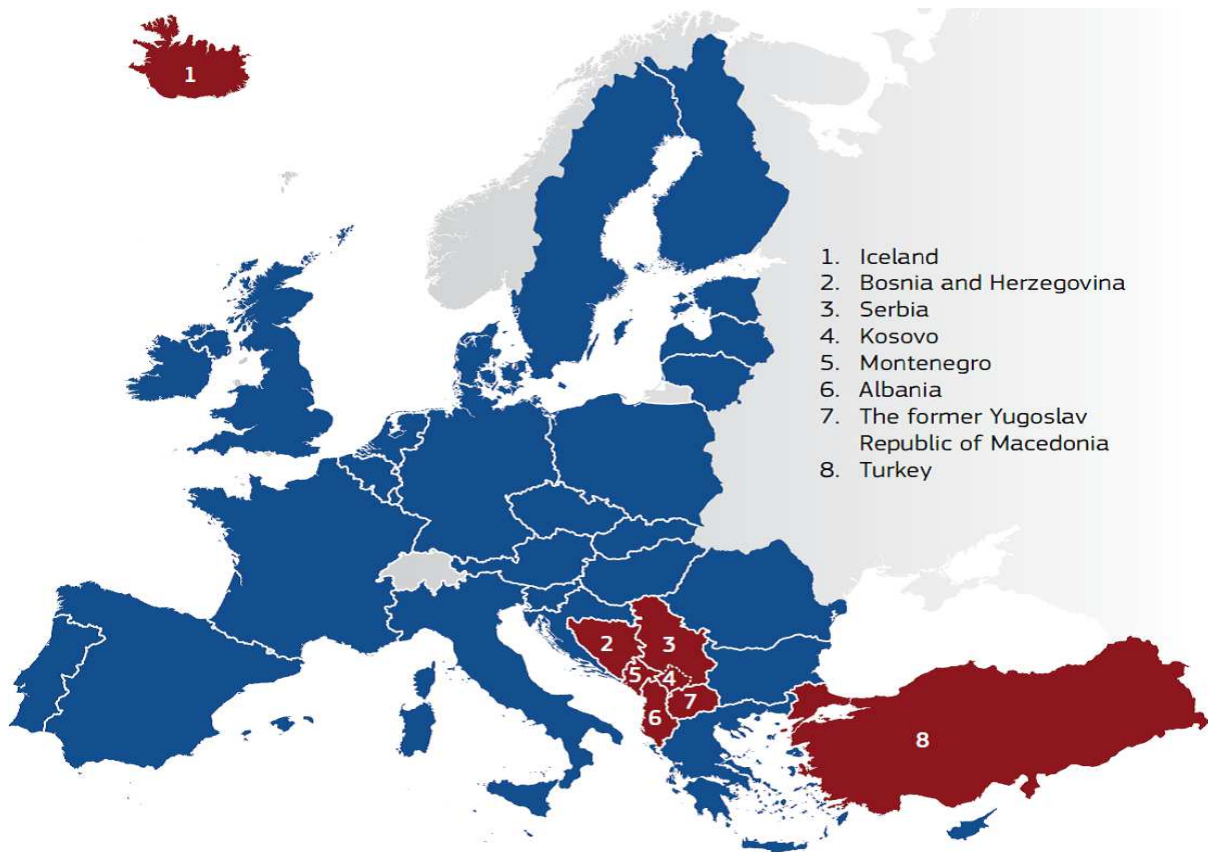 1
1. Iceland
2. Bosnia and Herzegovina
3. Serbia
4. Kosovo
5. Montenegro
6. Albania
7. The former Yugoslav
Republic of Macedonia
8. Turkey
2
3
5
4
7
6
8